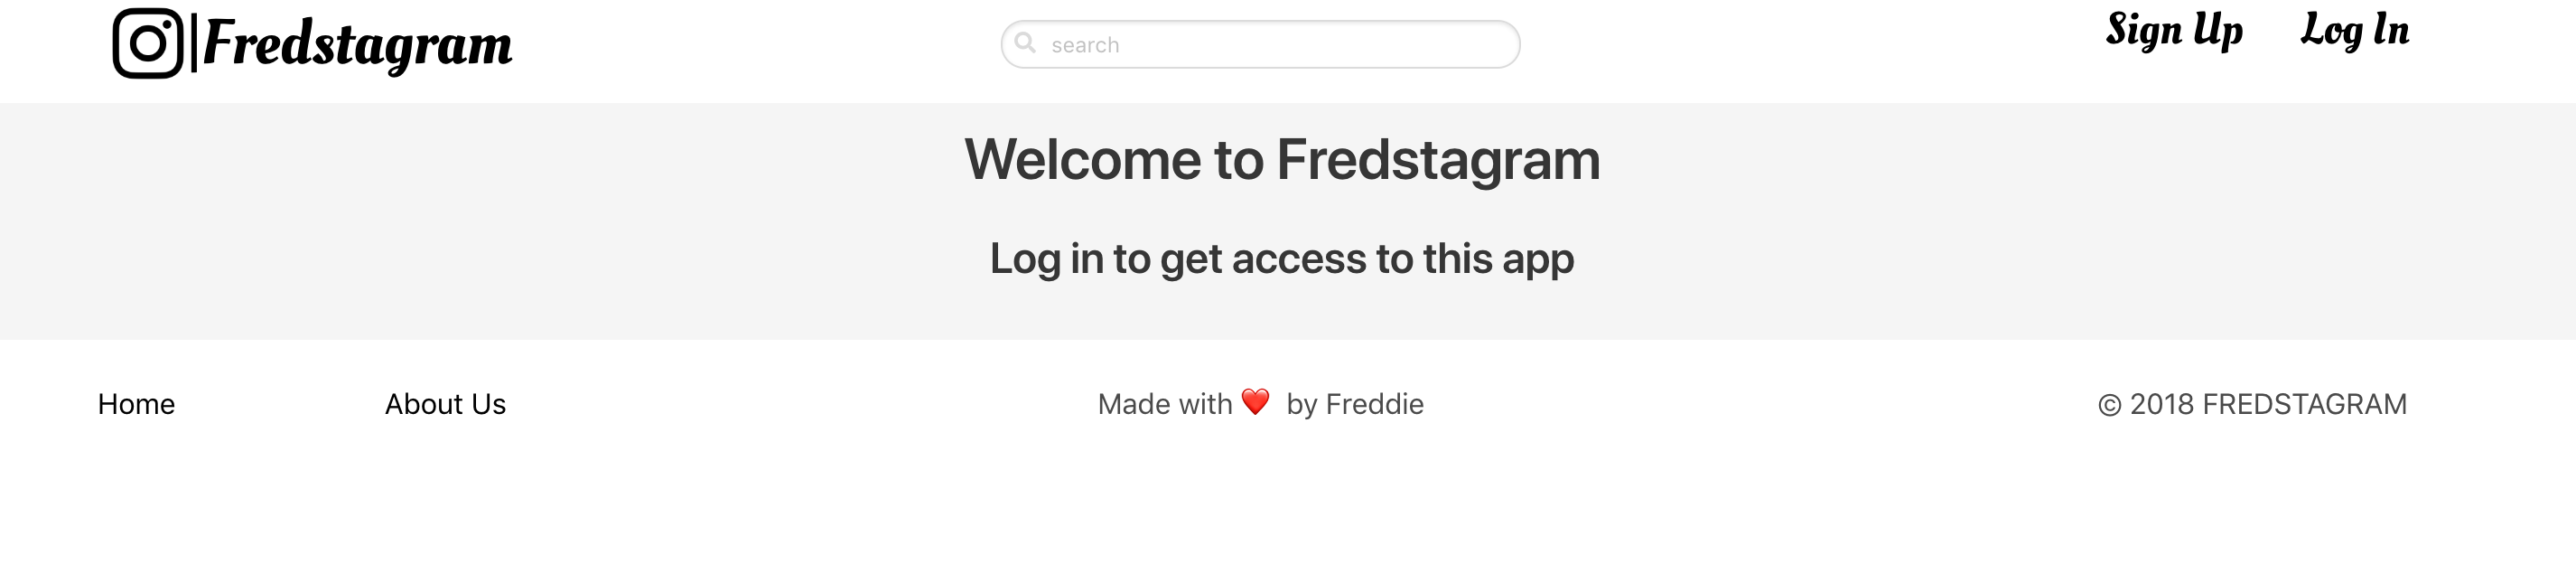 Fredstagram
search
Sign Up Log In
Welcome to Fredstagram
Log in to get access to this app
Home About Us Made with ❤️ by Freddie © 2018 FREDSTAGRAM